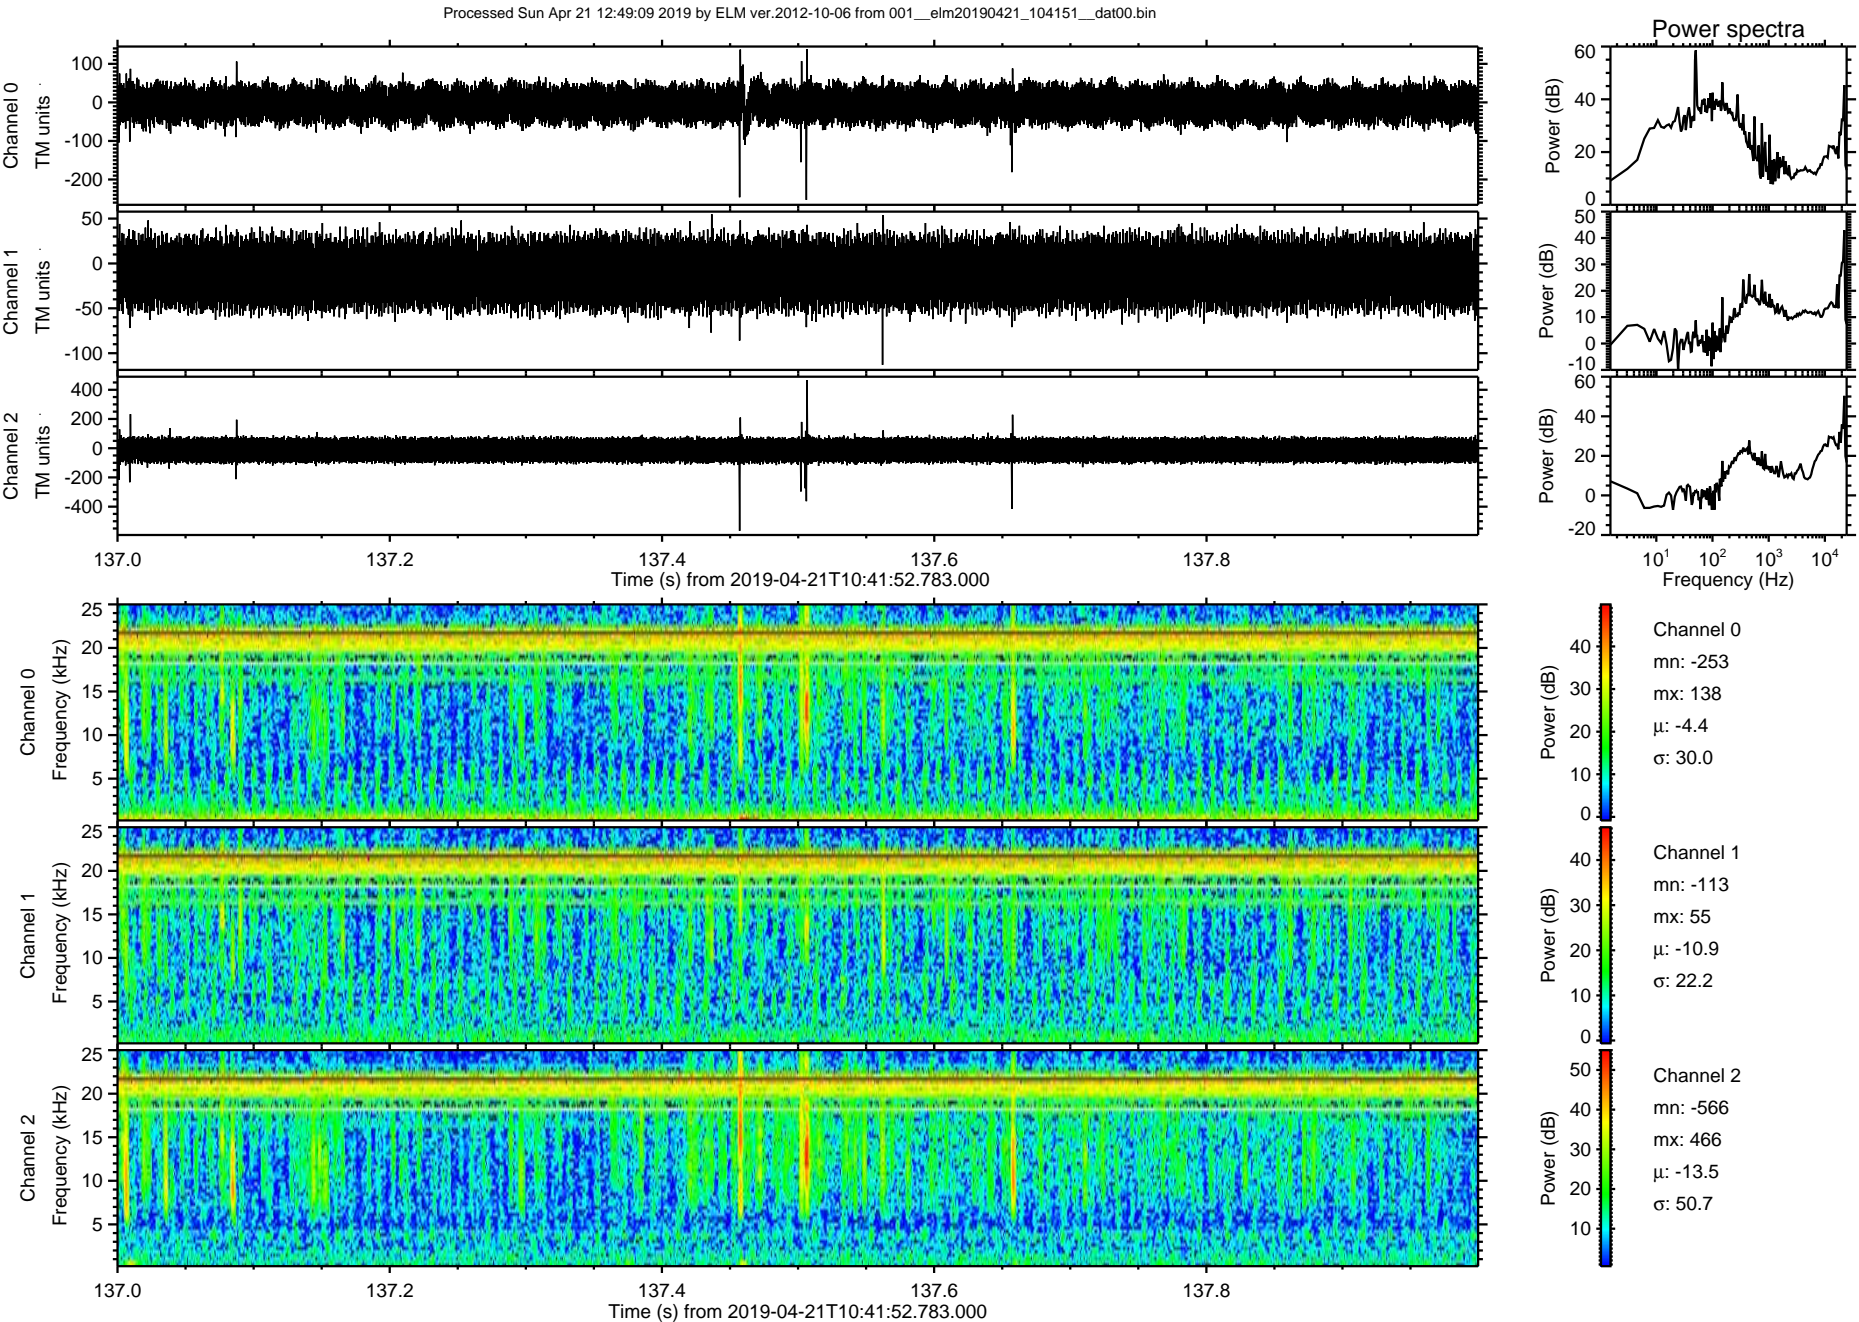 Processed Sun Apr 21 12:49:09 2019 by ELM ver.2012-10-06 from 001__elm20190421_104151__dat00.bin
Power spectra
Channel 0
TM units
100
0
-100
-200
Power (dB)
60
40
20
0
Channel 1
TM units
50
0
-50
-100
Power (dB)
50
40
30
20
10
0
-10
Channel 2
TM units
400
200
0
-200
-400
Power (dB)
60
40
20
0
-20
137.0 137.2 137.4 137.6 137.8
Time (s) from 2019-04-21T10:41:52.783.000
10¹ 10² 10³ 10⁴
Frequency (Hz)
Channel 0
Frequency (kHz)
25
20
15
10
5
Power (dB)
40
30
20
10
0
Channel 0
mn: -253
mx: 138
μ: -4.4
σ: 30.0
Channel 1
Frequency (kHz)
25
20
15
10
5
Power (dB)
40
30
20
10
0
Channel 1
mn: -113
mx: 55
μ: -10.9
σ: 22.2
Channel 2
Frequency (kHz)
25
20
15
10
5
Power (dB)
50
40
30
20
10
Channel 2
mn: -566
mx: 466
μ: -13.5
σ: 50.7
137.0 137.2 137.4 137.6 137.8
Time (s) from 2019-04-21T10:41:52.783.000